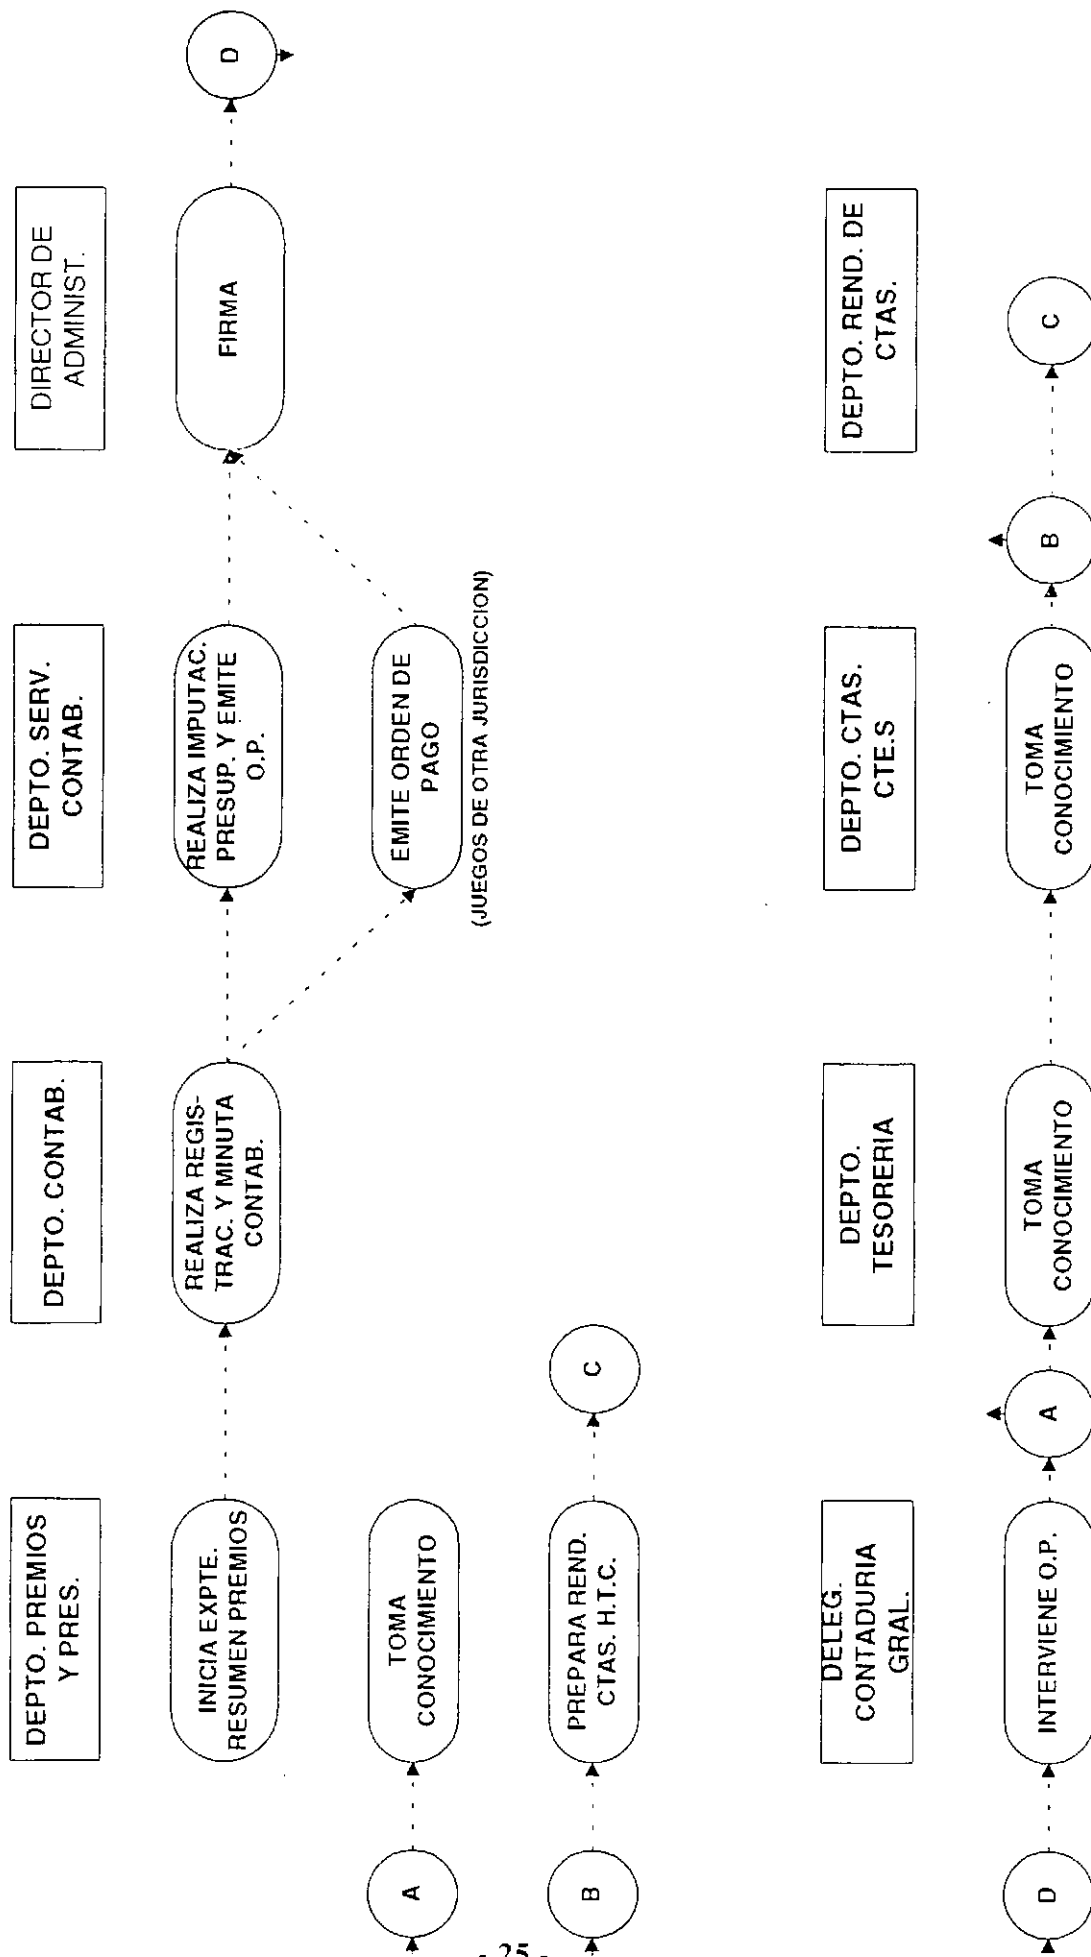 DEPTO. PREMIOS
Y PRES.
DEPTO. CONTAB.
DEPTO. SERV.
CONTAB.
DIRECTOR DE
ADMINIST.
INICIA EXPTE.
RESUMEN PREMIOS
REALIZA REGIS-
TRAC. Y MINUTA
CONTAB.
REALIZA IMPUTAC.
PRESUP. Y EMITE
O.P.
FIRMA
D
A
TOMA
CONOCIMIENTO
EMITE ORDEN DE
PAGO
(JUEGOS DE OTRA JURISDICCION)
B
PREPARA REND.
CTAS. H.T.C.
C
DELEG.
CONTADURIA
GRAL.
DEPTO.
TESORERIA
DEPTO. CTAS.
CTE.S
DEPTO. REND. DE
CTAS.
D
INTERVIENE O.P.
A
TOMA
CONOCIMIENTO
TOMA
CONOCIMIENTO
B
C
- 25 -